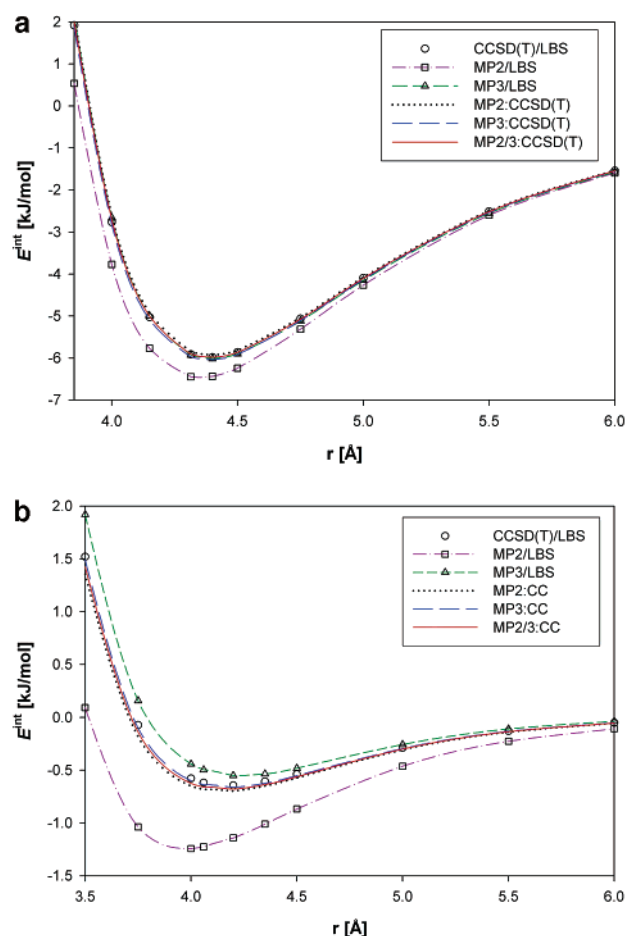 a
2
1
0
-1
-2
-3
-4
-5
-6
-7
E^int [kJ/mol]
CCSD(T)/LBS
MP2/LBS
MP3/LBS
MP2:CCSD(T)
MP3:CCSD(T)
MP2/3:CCSD(T)
4.0 4.5 5.0 5.5 6.0
r [Å]
b
2.0
1.5
1.0
0.5
0.0
-0.5
-1.0
-1.5
E^int [kJ/mol]
CCSD(T)/LBS
MP2/LBS
MP3/LBS
MP2:CC
MP3:CC
MP2/3:CC
3.5 4.0 4.5 5.0 5.5 6.0
r [Å]